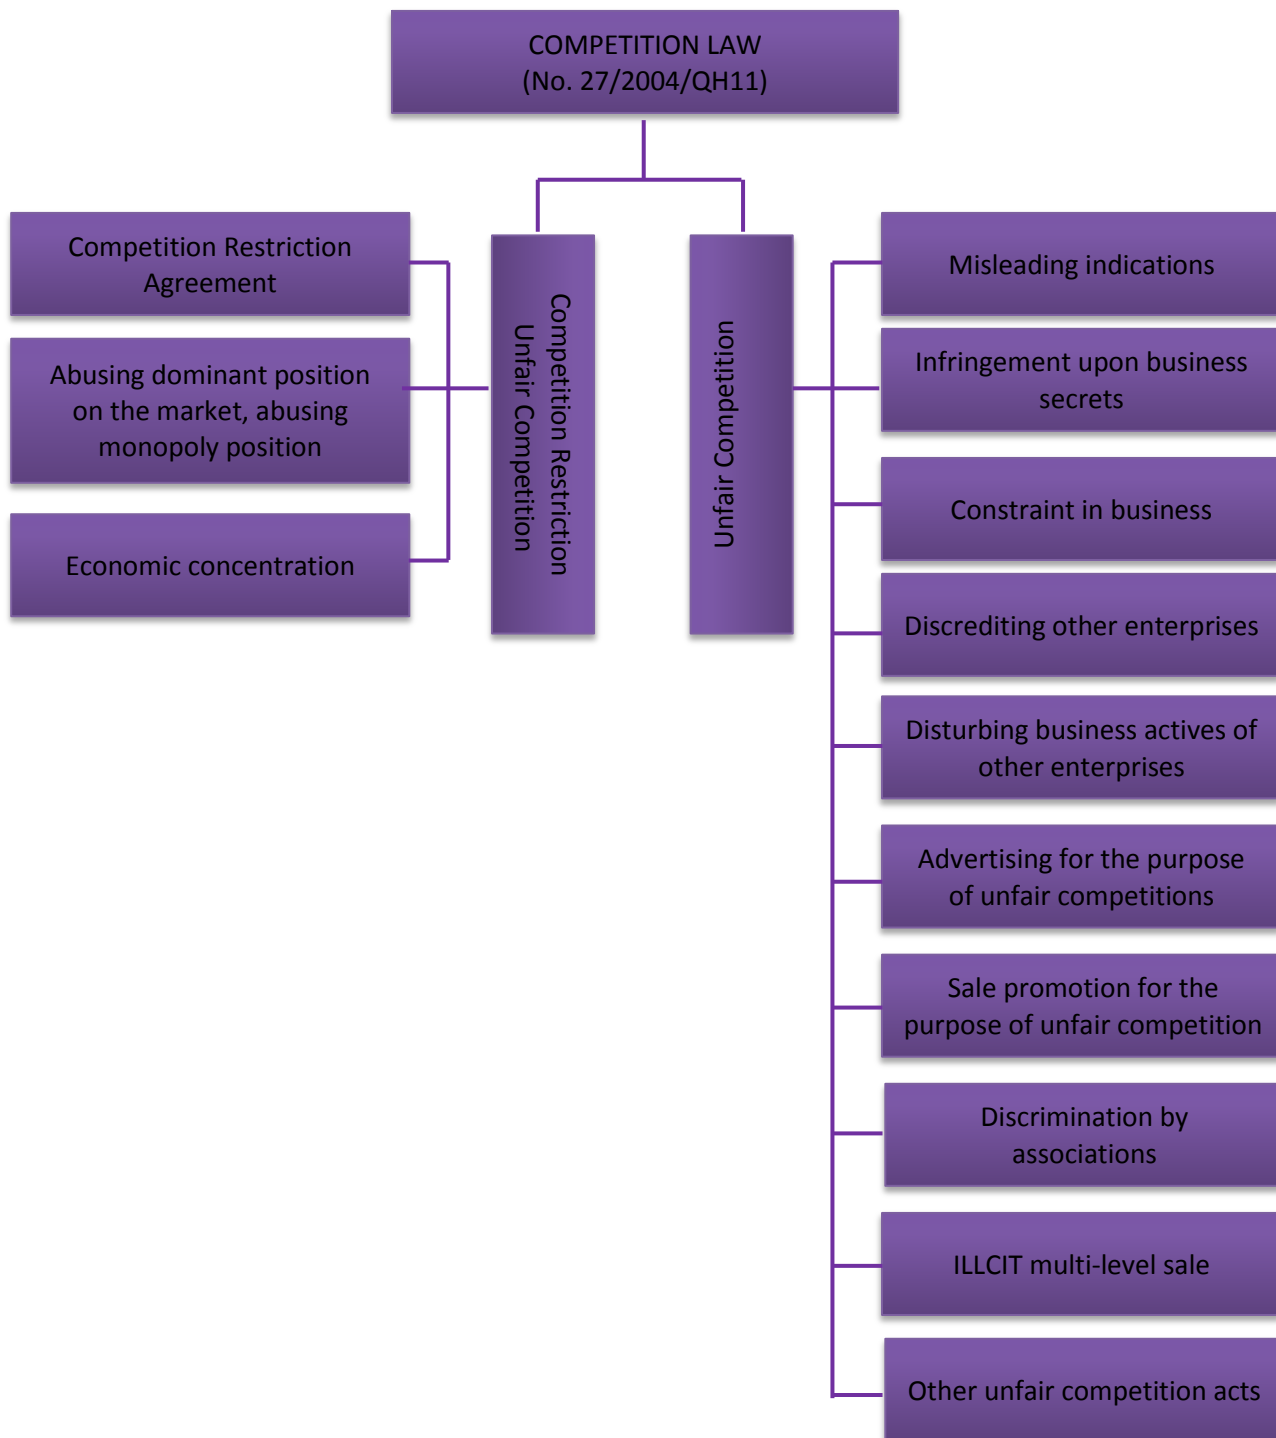 COMPETITION LAW
(No. 27/2004/QH11)
Competition Restriction
Agreement
Abusing dominant position
on the market, abusing
monopoly position
Economic concentration
Competition Restriction
Unfair Competition
Unfair Competition
Misleading indications
Infringement upon business
secrets
Constraint in business
Discrediting other enterprises
Disturbing business actives of
other enterprises
Advertising for the purpose
of unfair competitions
Sale promotion for the
purpose of unfair competition
Discrimination by
associations
ILLCIT multi-level sale
Other unfair competition acts